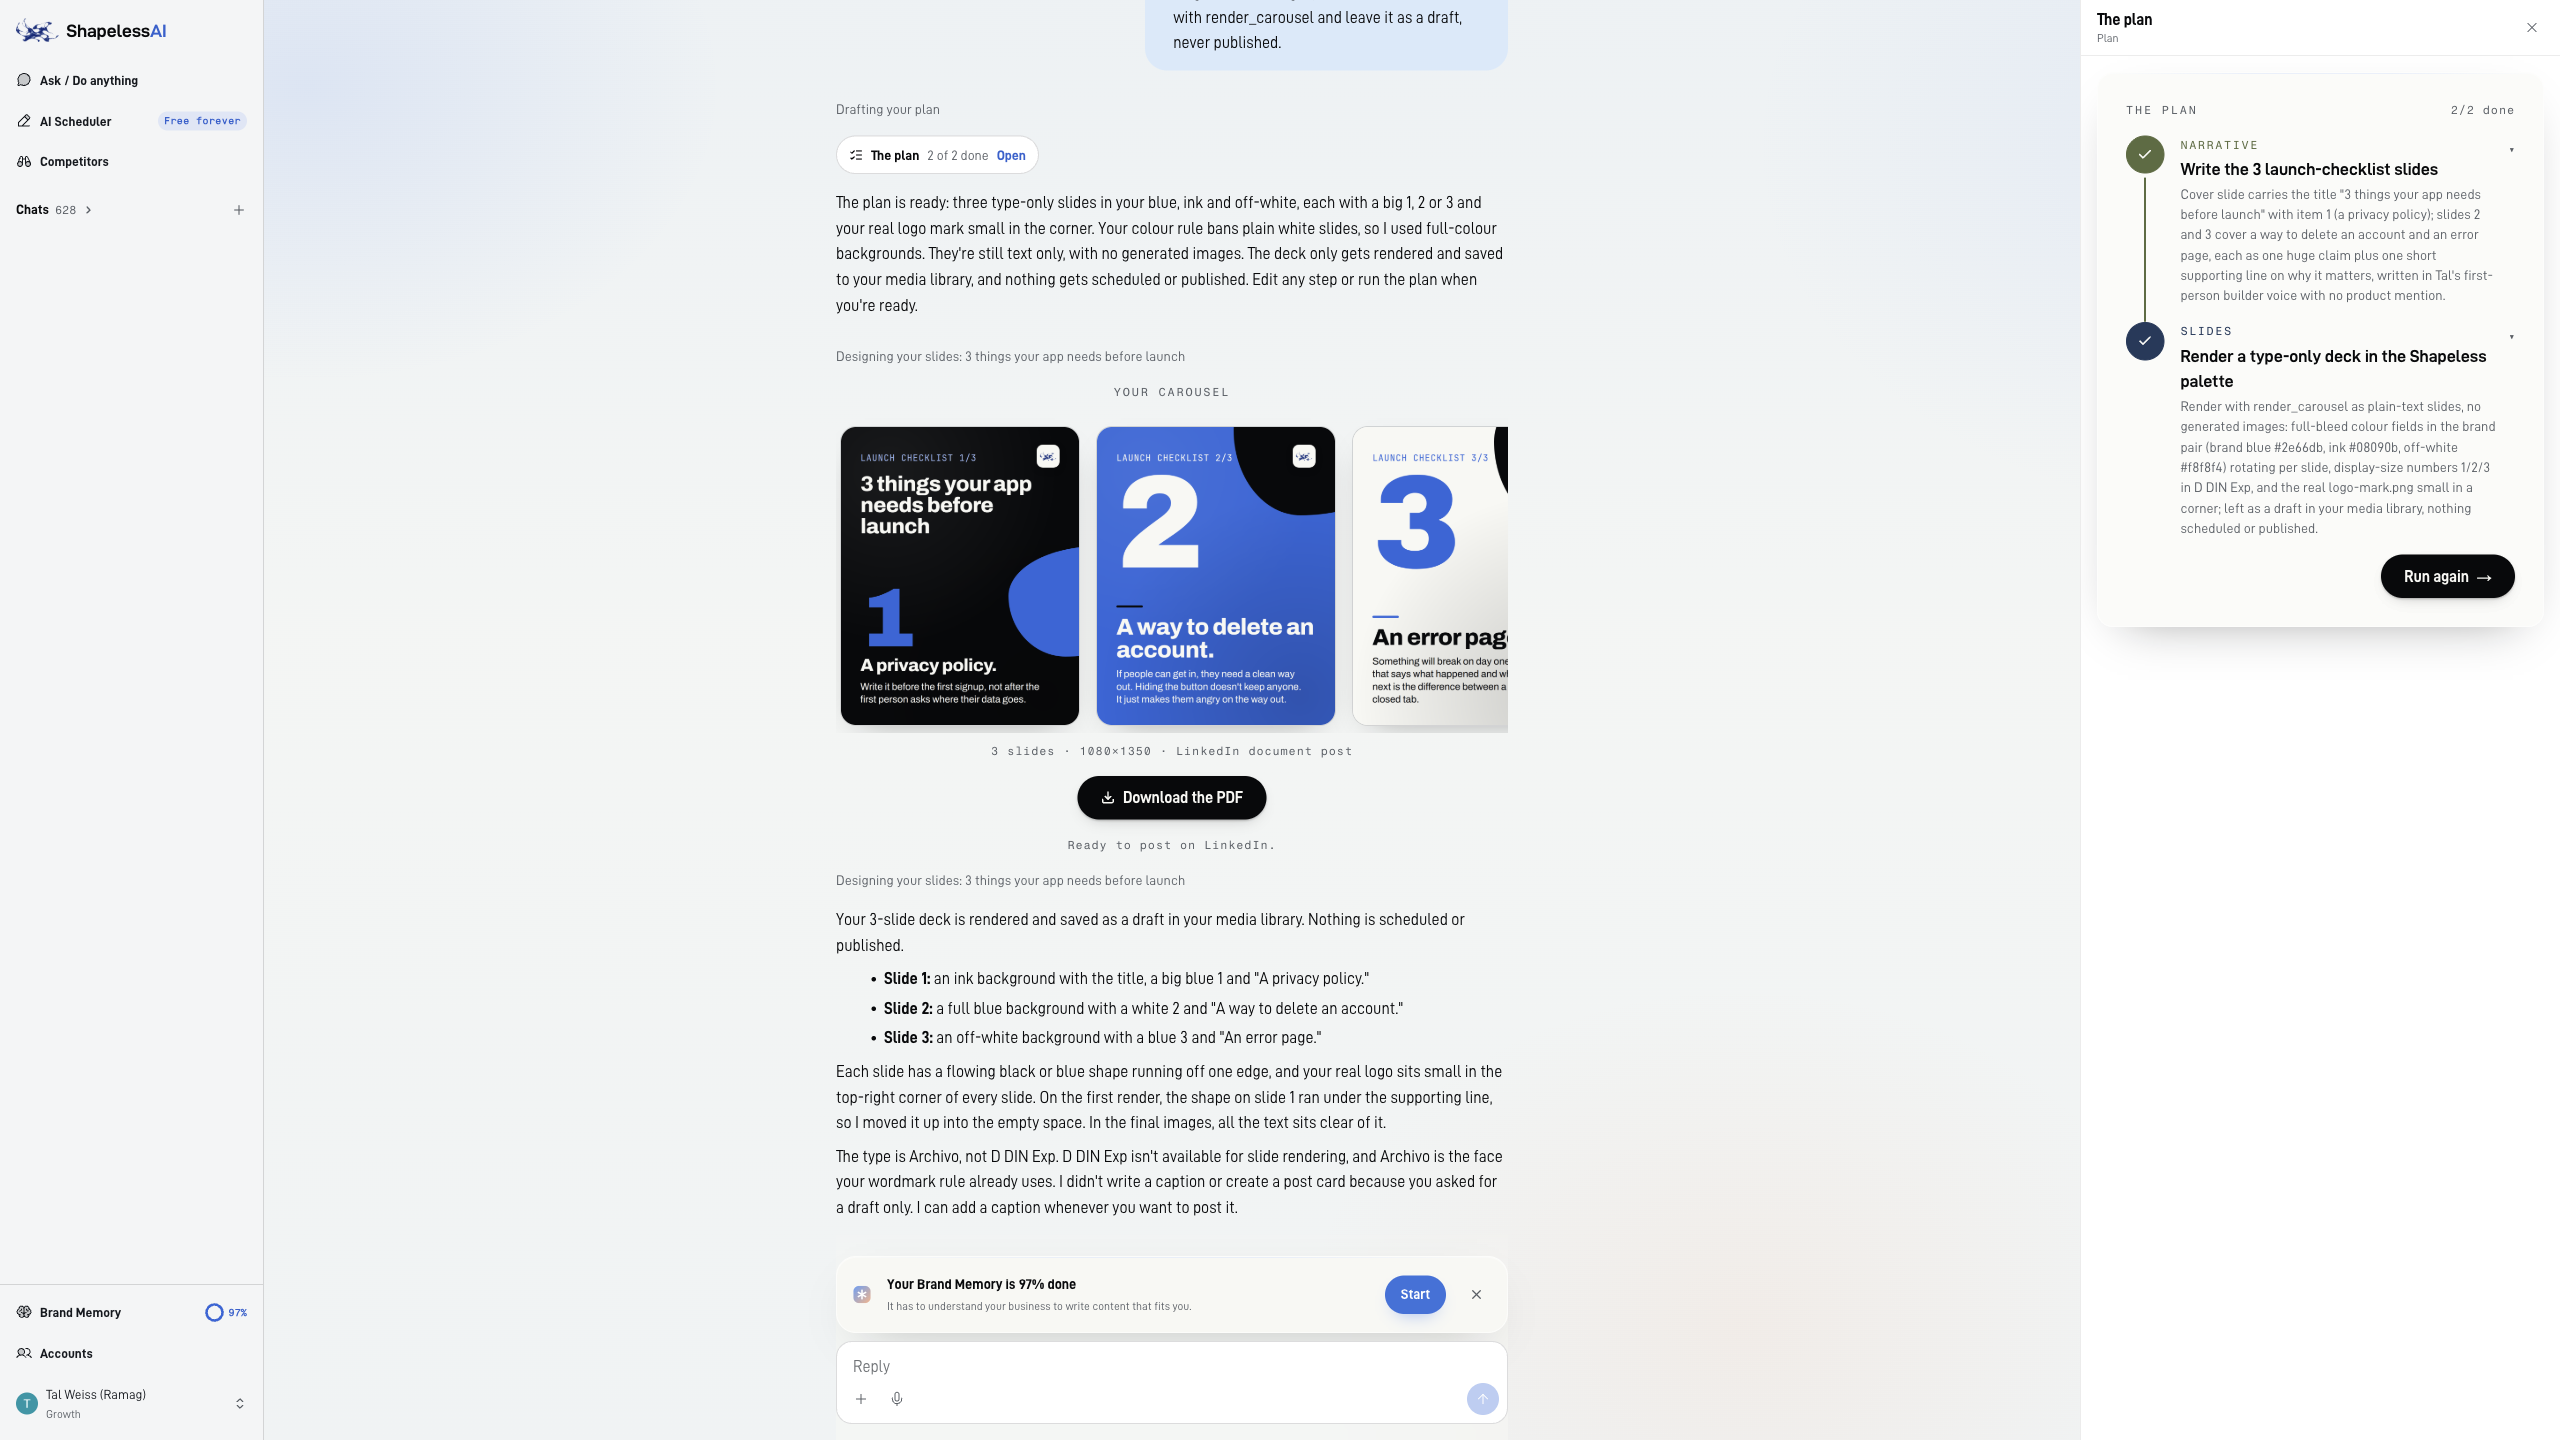 ShapelessAI
Ask / Do anything
AI Scheduler
Free forever
Competitors
Chats 628
Brand Memory
97%
Accounts
T
Tal Weiss (Ramag)
Growth
with render_carousel and leave it as a draft,
never published.
Drafting your plan
The plan 2 of 2 done Open
The plan is ready: three type-only slides in your blue, ink and off-white, each with a big 1, 2 or 3 and
your real logo mark small in the corner. Your colour rule bans plain white slides, so I used full-colour
backgrounds. They're still text only, with no generated images. The deck only gets rendered and saved
to your media library, and nothing gets scheduled or published. Edit any step or run the plan when
you're ready.
Designing your slides: 3 things your app needs before launch
YOUR CAROUSEL
LAUNCH CHECKLIST 1/3
3 things your app
needs before
launch
1
A privacy policy.
Write it before the first signup, not after the
first person asks where their data goes.
LAUNCH CHECKLIST 2/3
2
A way to delete an
account.
If people can get in, they need a clean way
out. Hiding the button doesn't keep anyone.
It just makes them angry on the way out.
LAUNCH CHECKLIST 3/3
3
An error pag
Something will break on day one
that says what happened and wh
next is the difference between a
closed tab.
3 slides · 1080×1350 · LinkedIn document post
Download the PDF
Ready to post on LinkedIn.
Designing your slides: 3 things your app needs before launch
Your 3-slide deck is rendered and saved as a draft in your media library. Nothing is scheduled or
published.
• Slide 1: an ink background with the title, a big blue 1 and "A privacy policy."
• Slide 2: a full blue background with a white 2 and "A way to delete an account."
• Slide 3: an off-white background with a blue 3 and "An error page."
Each slide has a flowing black or blue shape running off one edge, and your real logo sits small in the
top-right corner of every slide. On the first render, the shape on slide 1 ran under the supporting line,
so I moved it up into the empty space. In the final images, all the text sits clear of it.
The type is Archivo, not D DIN Exp. D DIN Exp isn't available for slide rendering, and Archivo is the face
your wordmark rule already uses. I didn't write a caption or create a post card because you asked for
a draft only. I can add a caption whenever you want to post it.
Your Brand Memory is 97% done
It has to understand your business to write content that fits you.
Start
Reply
The plan
Plan
THE PLAN 2/2 done
NARRATIVE
Write the 3 launch-checklist slides
Cover slide carries the title "3 things your app needs
before launch" with item 1 (a privacy policy); slides 2
and 3 cover a way to delete an account and an error
page, each as one huge claim plus one short
supporting line on why it matters, written in Tal's first-
person builder voice with no product mention.
SLIDES
Render a type-only deck in the Shapeless
palette
Render with render_carousel as plain-text slides, no
generated images: full-bleed colour fields in the brand
pair (brand blue #2e66db, ink #08090b, off-white
#f8f8f4) rotating per slide, display-size numbers 1/2/3
in D DIN Exp, and the real logo-mark.png small in a
corner; left as a draft in your media library, nothing
scheduled or published.
Run again →